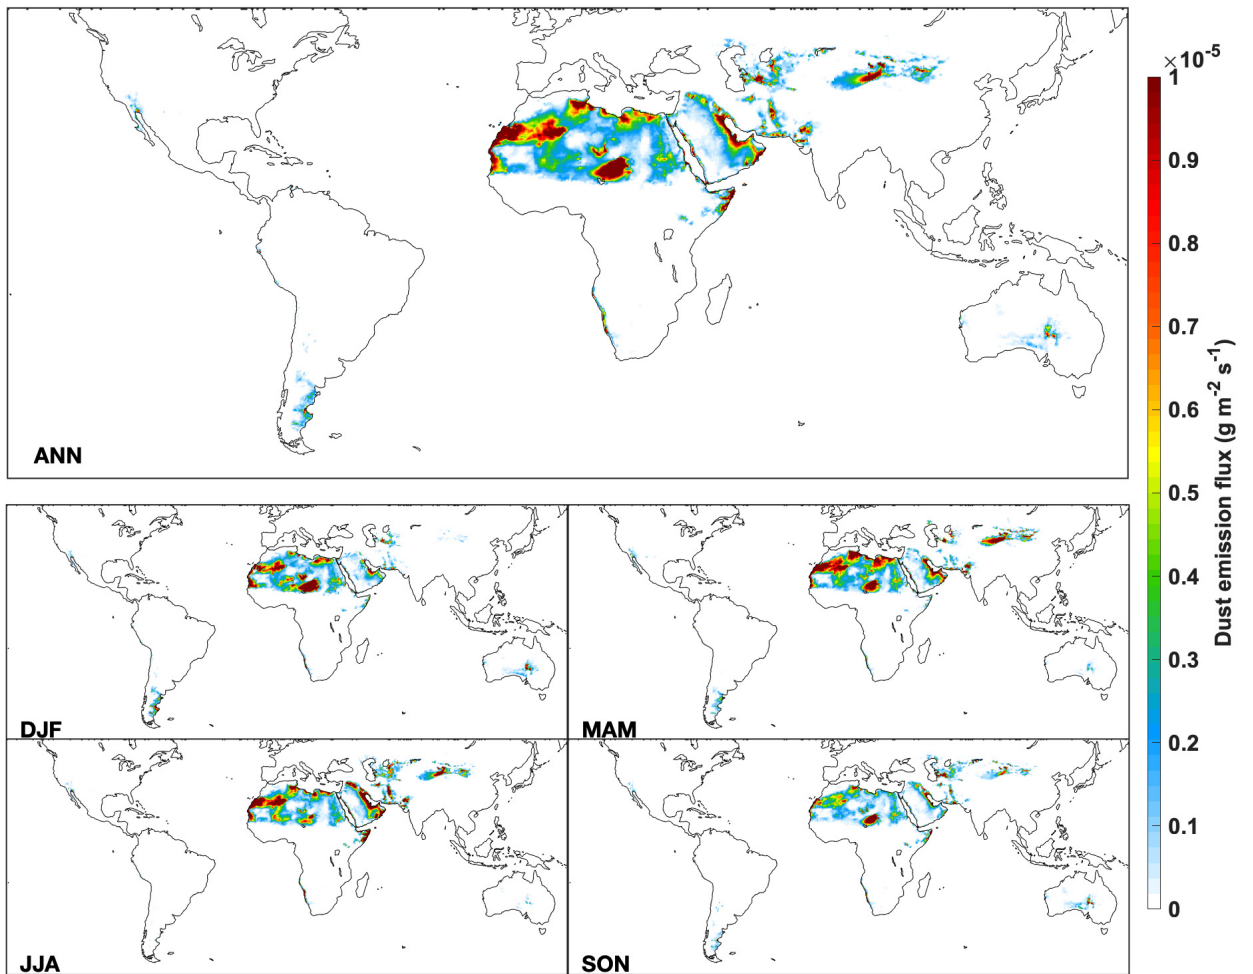 ×10⁻⁵
1
0.9
0.8
0.7
0.6
0.5
0.4
0.3
0.2
0.1
0
Dust emission flux (g m⁻² s⁻¹)
ANN
DJF
MAM
JJA
SON